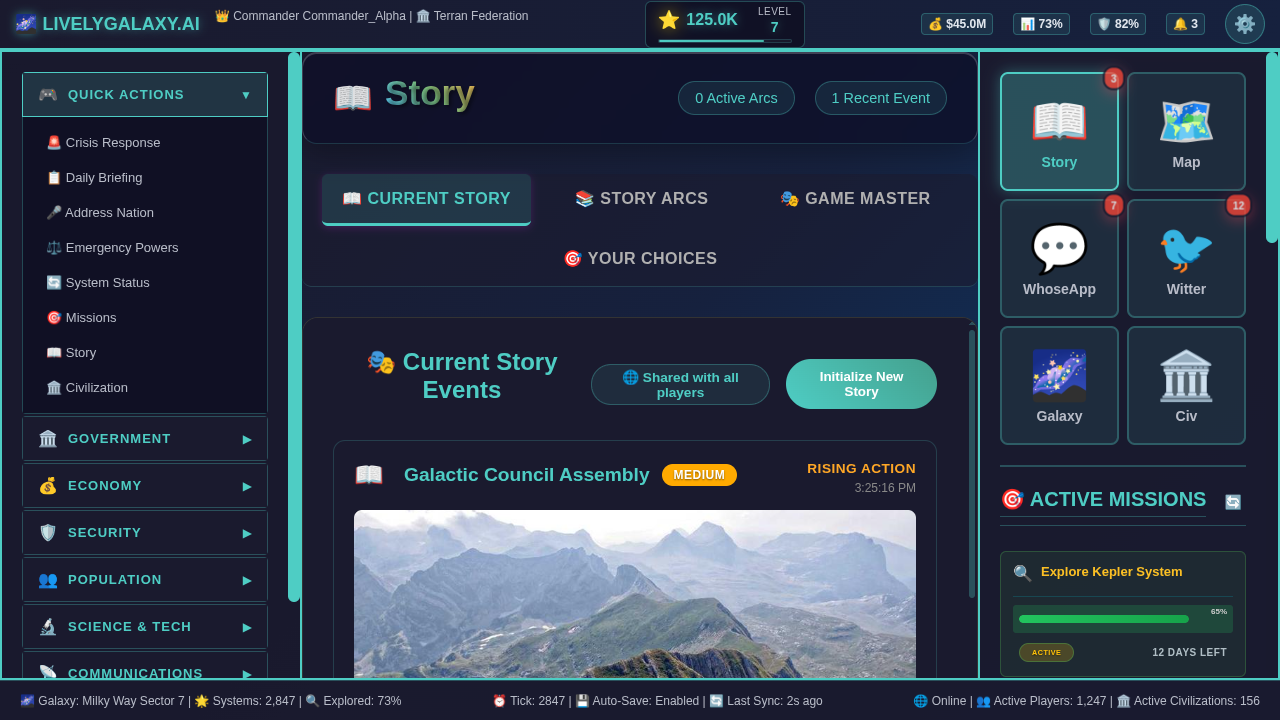 🌌 LIVELYGALAXY.AI
👑 Commander Commander_Alpha | 🏛️ Terran Federation
⭐ 125.0K
LEVEL
7
💰 $45.0M
📊 73%
🛡️ 82%
🔔 3
🎮 QUICK ACTIONS ▼
🚨 Crisis Response
📋 Daily Briefing
🎤 Address Nation
⚖️ Emergency Powers
🔄 System Status
🎯 Missions
📖 Story
🏛️ Civilization
🏛️ GOVERNMENT ▶
💰 ECONOMY ▶
🛡️ SECURITY ▶
👥 POPULATION ▶
🔬 SCIENCE & TECH ▶
📡 COMMUNICATIONS ▶
📖 Story
0 Active Arcs
1 Recent Event
📖 CURRENT STORY
📚 STORY ARCS
🎭 GAME MASTER
🎯 YOUR CHOICES
🎭 Current Story
Events
🌐 Shared with all
players
Initialize New
Story
📖 Galactic Council Assembly
MEDIUM
RISING ACTION
3:25:16 PM
3
Story
Map
7
WhoseApp
12
Witter
Galaxy
Civ
🎯 ACTIVE MISSIONS 🔄
🔍 Explore Kepler System
65%
ACTIVE
12 DAYS LEFT
🌌 Galaxy: Milky Way Sector 7 | 🌟 Systems: 2,847 | 🔍 Explored: 73%
⏰ Tick: 2847 | 💾 Auto-Save: Enabled | 🔄 Last Sync: 2s ago
🌐 Online | 👥 Active Players: 1,247 | 🏛️ Active Civilizations: 156